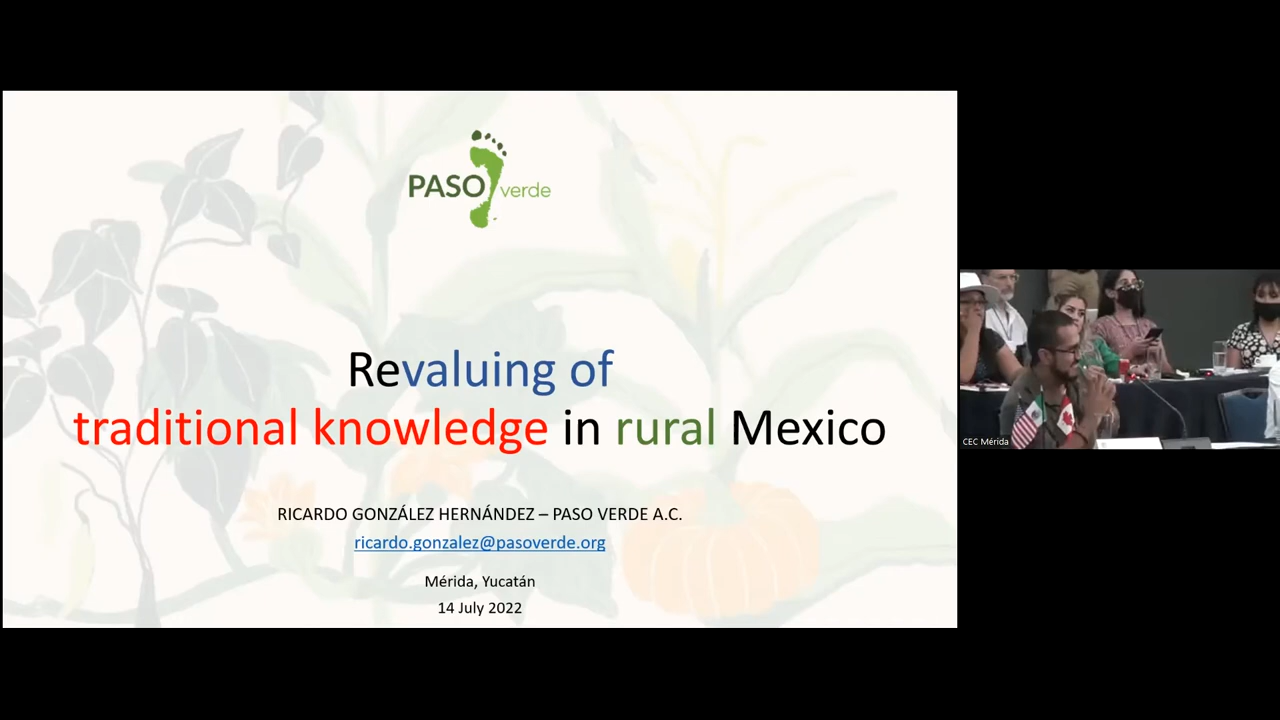 PASO verde
Revaluing of
traditional knowledge in rural Mexico
RICARDO GONZÁLEZ HERNÁNDEZ – PASO VERDE A.C.
ricardo.gonzalez@pasoverde.org
Mérida, Yucatán
14 July 2022
CEC Mérida